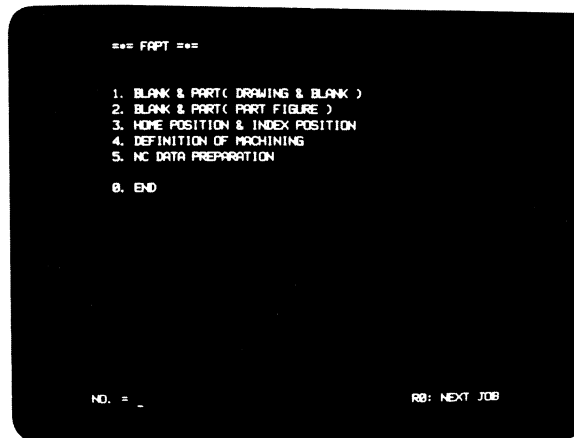 =*= FAPT =*=
1. BLANK & PART( DRAWING & BLANK )
2. BLANK & PART( PART FIGURE )
3. HOME POSITION & INDEX POSITION
4. DEFINITION OF MACHINING
5. NC DATA PREPARATION
0. END
NO. = _
R0: NEXT JOB